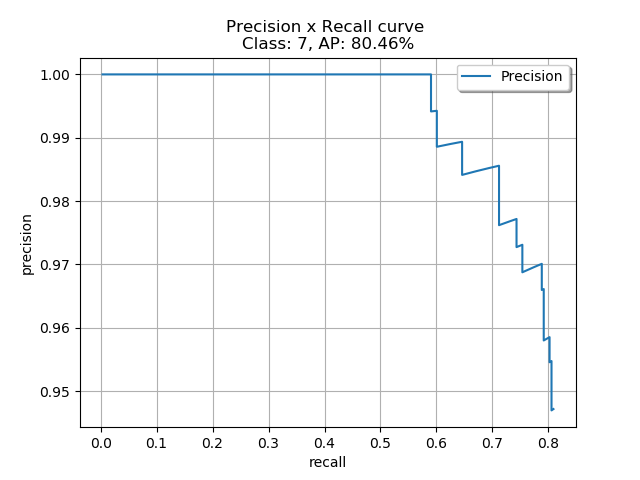 Precision x Recall curve
Class: 7, AP: 80.46%
Precision
1.00
0.99
0.98
0.97
0.96
0.95
precision
0.0 0.1 0.2 0.3 0.4 0.5 0.6 0.7 0.8
recall